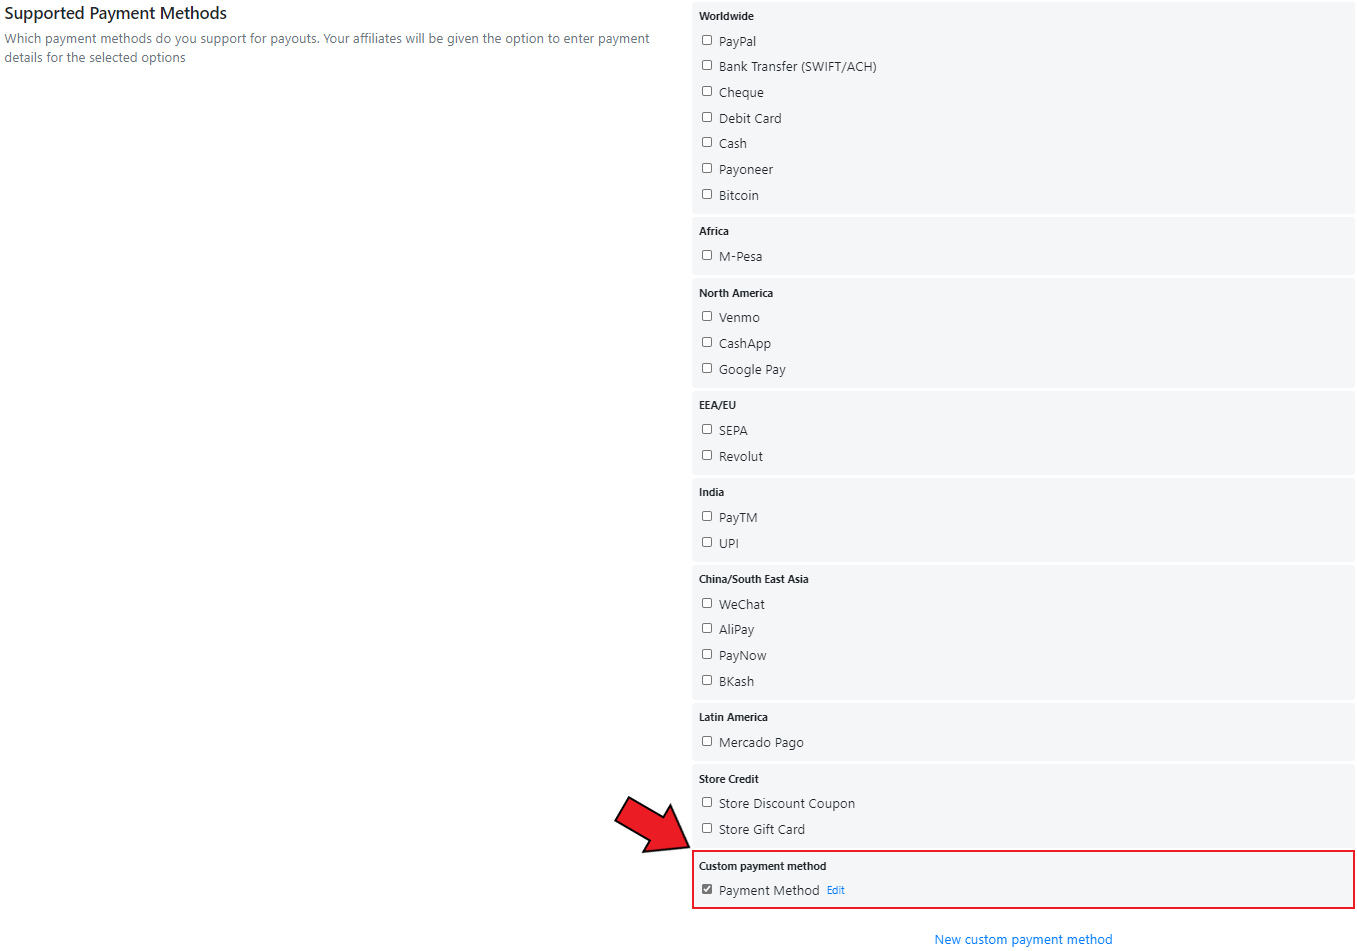 Supported Payment Methods
Which payment methods do you support for payouts. Your affiliates will be given the option to enter payment
details for the selected options
Worldwide
PayPal
Bank Transfer (SWIFT/ACH)
Cheque
Debit Card
Cash
Payoneer
Bitcoin
Africa
M-Pesa
North America
Venmo
CashApp
Google Pay
EEA/EU
SEPA
Revolut
India
PayTM
UPI
China/South East Asia
WeChat
AliPay
PayNow
BKash
Latin America
Mercado Pago
Store Credit
Store Discount Coupon
Store Gift Card
Custom payment method
Payment Method Edit
New custom payment method